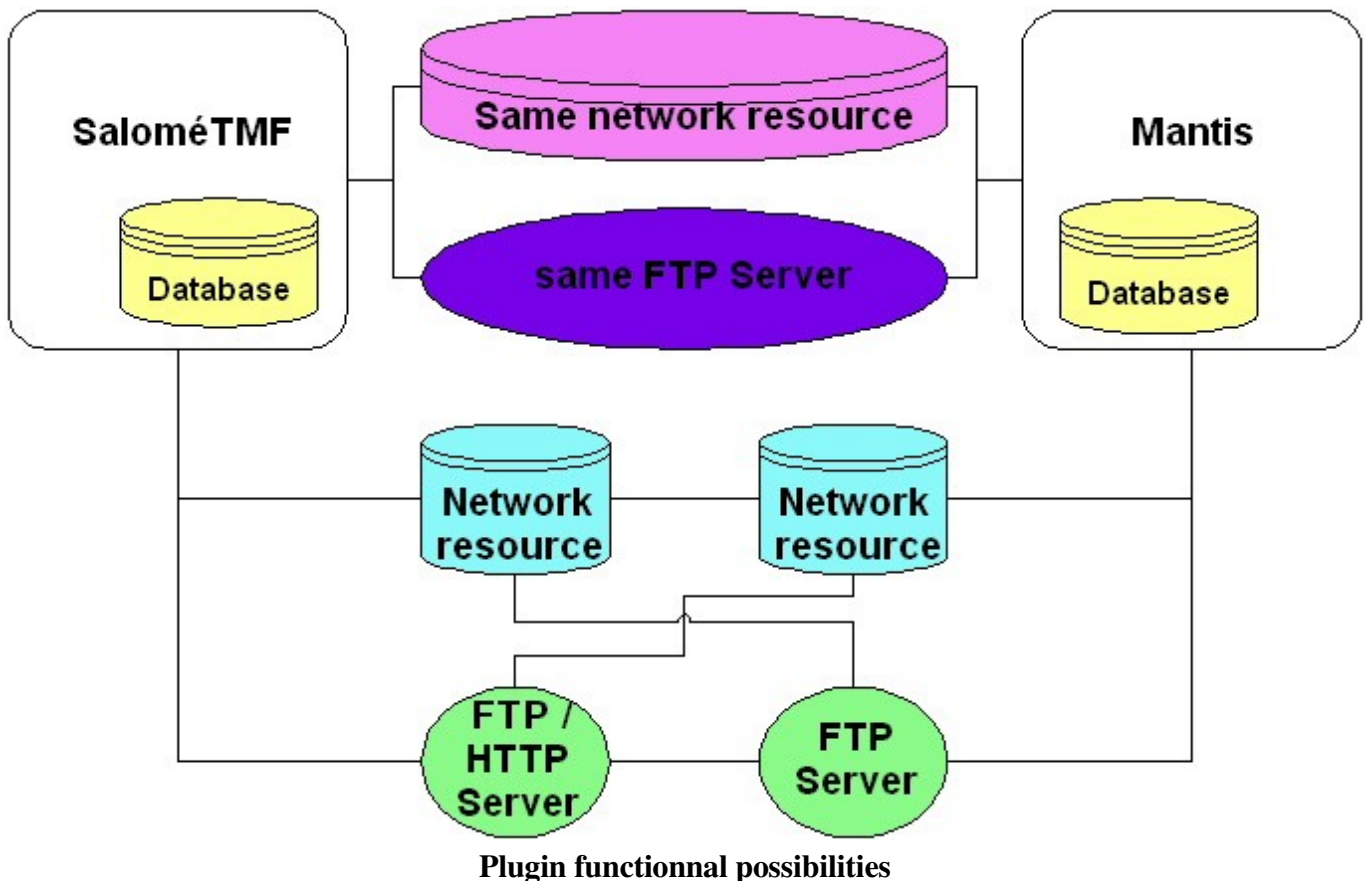 Same network resource
SaloméTMF
Mantis
same FTP Server
Database
Database
Network
resource
Network
resource
FTP /
HTTP
Server
FTP
Server
Plugin functionnal possibilities